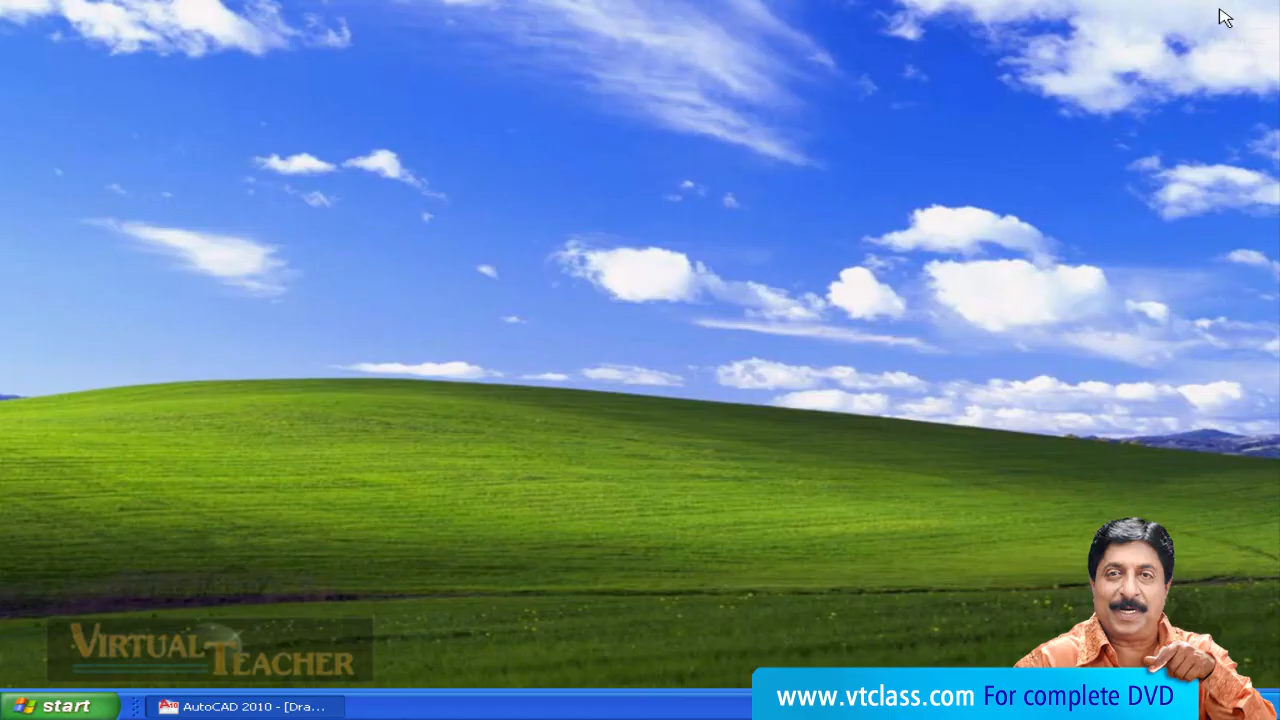 VIRTUAL TEACHER
start
AutoCAD 2010 - [Dra...
www.vtclass.com For complete DVD